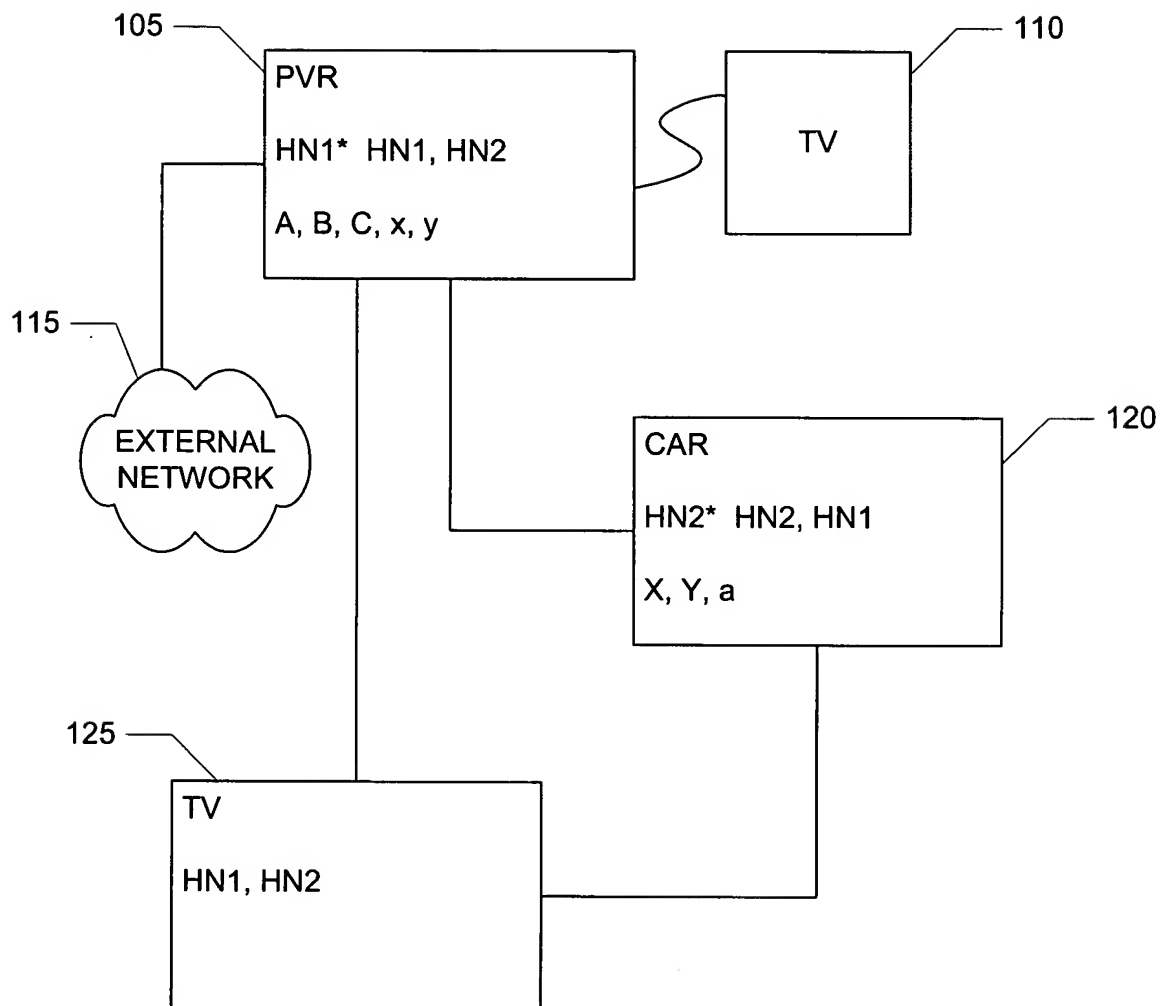 105
PVR
HN1* HN1, HN2
A, B, C, x, y
110
TV
115
EXTERNAL
NETWORK
120
CAR
HN2* HN2, HN1
X, Y, a
125
TV
HN1, HN2